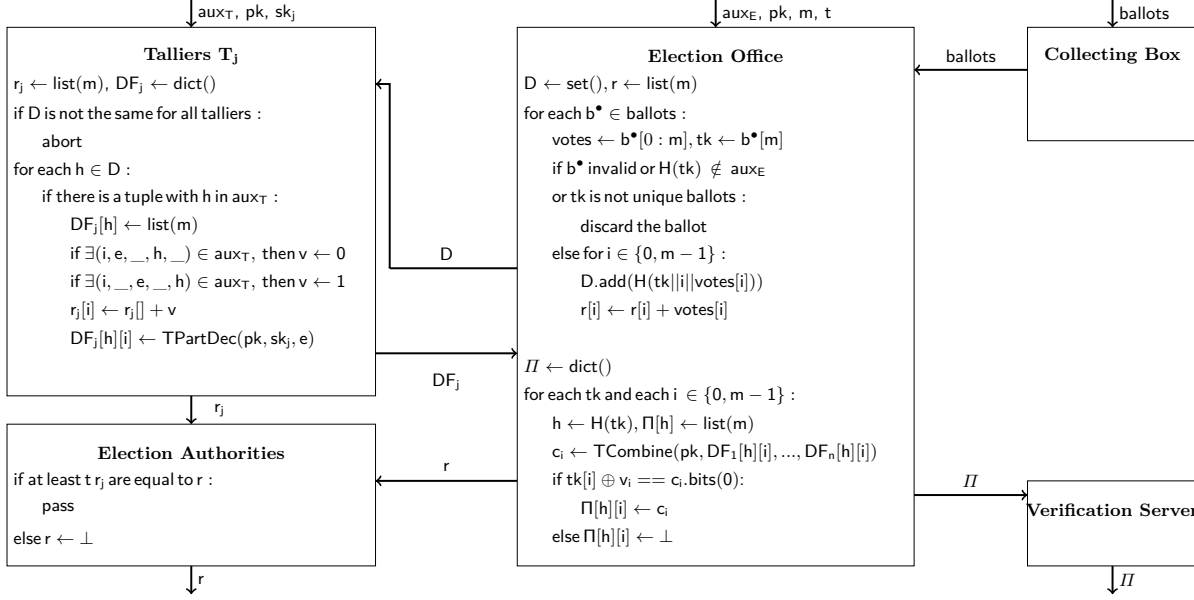 aux_T, pk, sk_j
Talliers T_j
r_j ← list(m), DF_j ← dict()
if D is not the same for all talliers :
abort
for each h ∈ D :
if there is a tuple with h in aux_T :
DF_j[h] ← list(m)
if ∃(i, e, _, h, _) ∈ aux_T, then v ← 0
if ∃(i, _, e, _, h) ∈ aux_T, then v ← 1
r_j[i] ← r_j[] + v
DF_j[h][i] ← TPartDec(pk, sk_j, e)
r_j
Election Authorities
if at least t r_j are equal to r :
pass
else r ← ⊥
r
D
DF_j
r
aux_E, pk, m, t
Election Office
D ← set(), r ← list(m)
for each b• ∈ ballots :
votes ← b•[0 : m], tk ← b•[m]
if b• invalid or H(tk) ∉ aux_E
or tk is not unique ballots :
discard the ballot
else for i ∈ {0, m − 1} :
D.add(H(tk||i||votes[i]))
r[i] ← r[i] + votes[i]
Π ← dict()
for each tk and each i ∈ {0, m − 1} :
h ← H(tk), Π[h] ← list(m)
c_i ← TCombine(pk, DF_1[h][i], ..., DF_n[h][i])
if tk[i] ⊕ v_i == c_i.bits(0):
Π[h][i] ← c_i
else Π[h][i] ← ⊥
ballots
ballots
Collecting Box
Π
Verification Server
Π